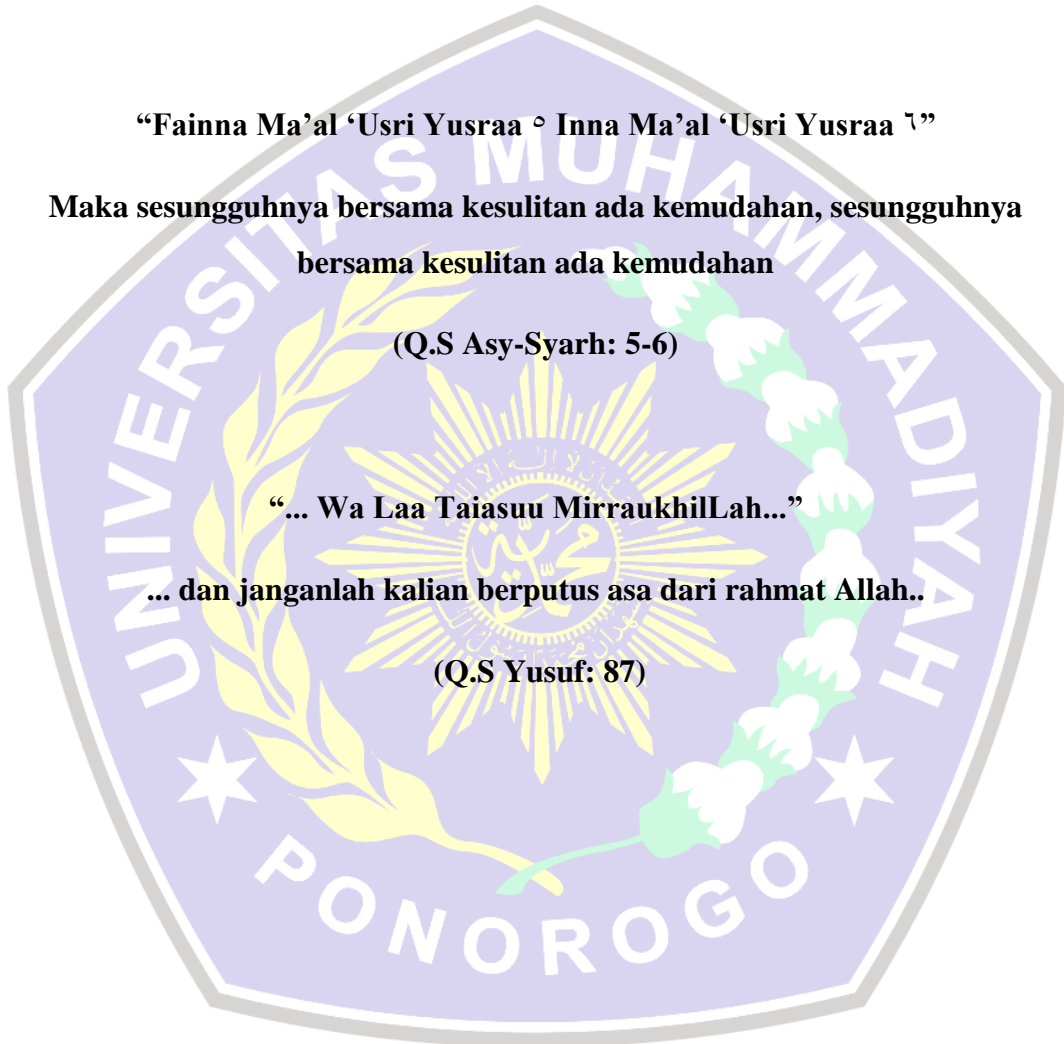 “Fainna Ma’al ‘Usri Yusraa ٥ Inna Ma’al ‘Usri Yusraa ٦”
Maka sesungguhnya bersama kesulitan ada kemudahan, sesungguhnya
bersama kesulitan ada kemudahan
(Q.S Asy-Syarh: 5-6)
“... Wa Laa Taiasuu MirraukhilLah...”
... dan janganlah kalian berputus asa dari rahmat Allah..
(Q.S Yusuf: 87)
UNIVERSITAS MUHAMMADIYAH
PONOROGO
محمدية